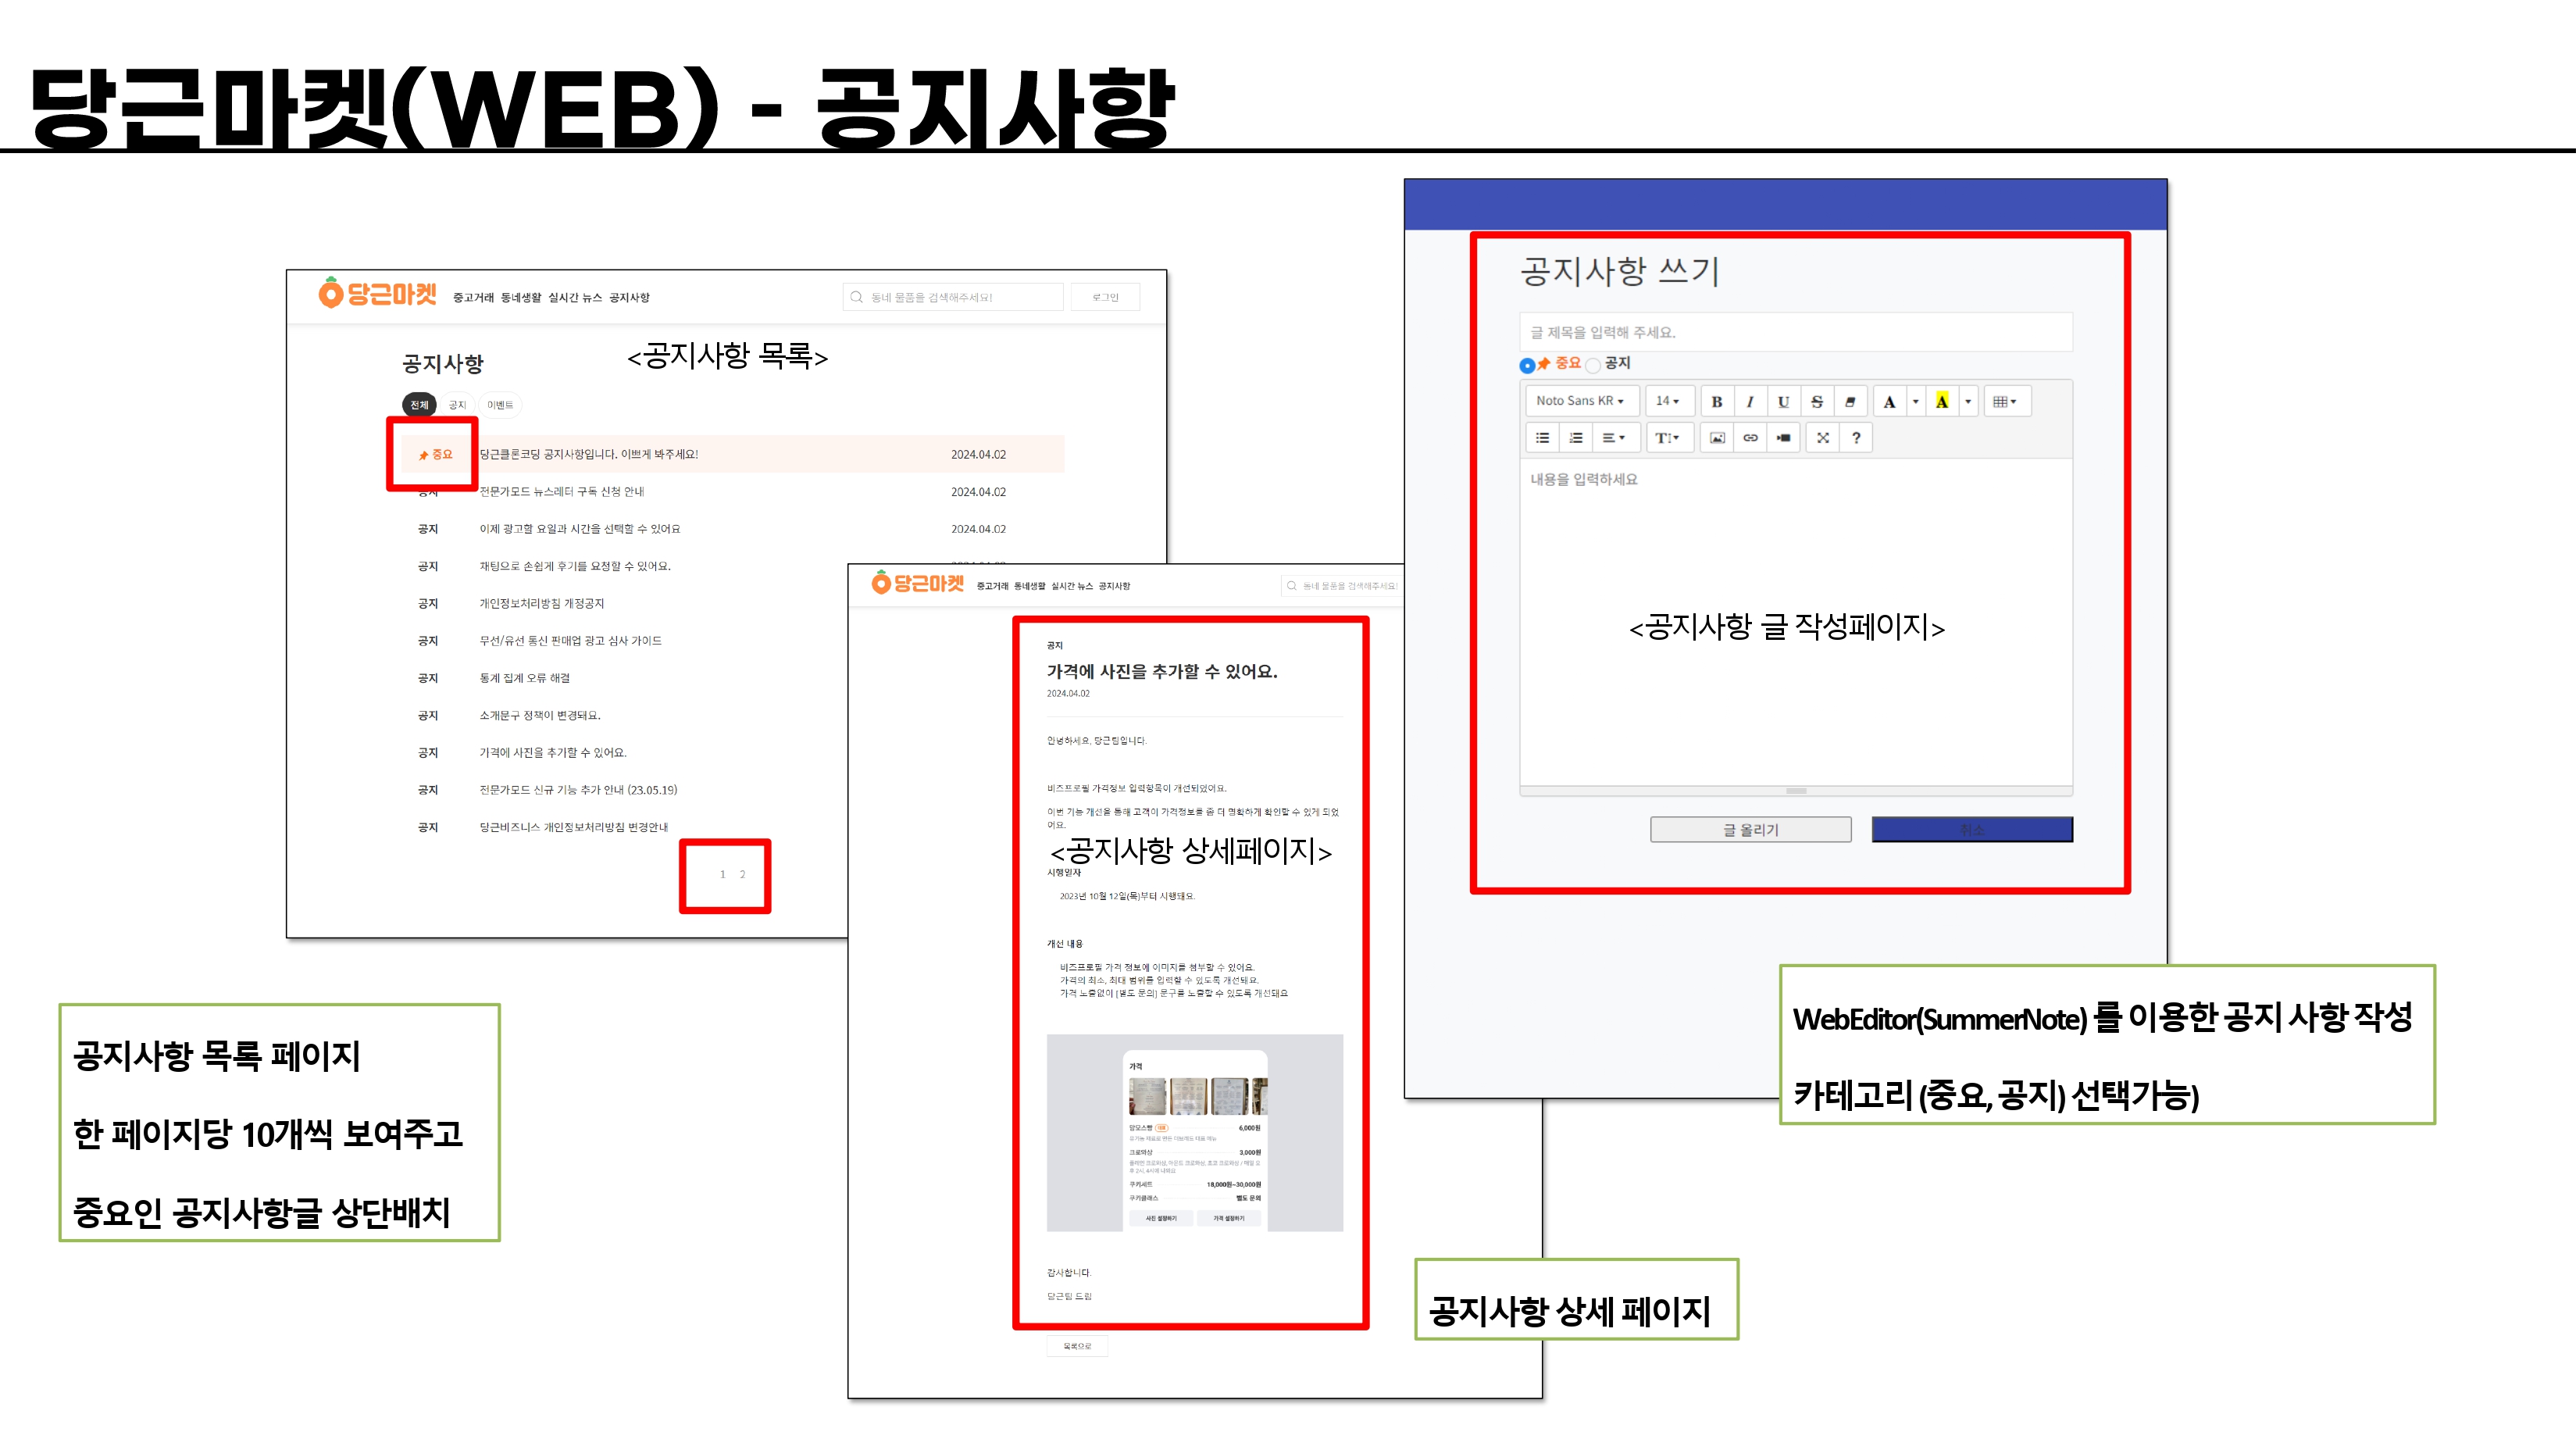 당근마켓(WEB) - 공지사항
당근마켓 중고거래 동네생활 실시간 뉴스 공지사항 동네 물품을 검색해주세요! 로그인
공지사항
<공지사항 목록>
전체 공지 이벤트
중요 당근클론코딩 공지사항입니다. 이쁘게 봐주세요! 2024.04.02
공지 전문가모드 뉴스레터 구독 신청 안내 2024.04.02
공지 이제 광고할 요일과 시간을 선택할 수 있어요 2024.04.02
공지 채팅으로 손쉽게 후기를 요청할 수 있어요.
공지 개인정보처리방침 개정공지
공지 무선/유선 통신 판매업 광고 심사 가이드
공지 통계 집계 오류 해결
공지 소개문구 정책이 변경돼요.
공지 가격에 사진을 추가할 수 있어요.
공지 전문가모드 신규 기능 추가 안내 (23.05.19)
공지 당근비즈니스 개인정보처리방침 변경안내
1 2
공지사항 목록 페이지
한 페이지당 10개씩 보여주고
중요인 공지사항글 상단배치
당근마켓 중고거래 동네생활 실시간 뉴스 공지사항 동네 물품을 검색해주세요!
공지
가격에 사진을 추가할 수 있어요.
2024.04.02
안녕하세요, 당근팀입니다.
비즈프로필 가격정보 입력항목이 개선되었어요.
이번 기능 개선을 통해 고객이 가격정보를 좀 더 명확하게 확인할 수 있게 되었
어요.
<공지사항 상세페이지>
시행일자
2023년 10월 12일(목)부터 시행돼요.
개선 내용
비즈프로필 가격 정보에 이미지를 첨부할 수 있어요.
가격의 최소, 최대 범위를 입력할 수 있도록 개선돼요.
가격 노출없이 [별도 문의] 문구를 노출할 수 있도록 개선돼요
가격
6,000원
크로와상 3,000원
쿠키세트 18,000원~30,000원
쿠키클래스 별도 문의
사진 설정하기 가격 설정하기
감사합니다.
당근팀 드림
목록으로
공지사항 상세 페이지
공지사항 쓰기
글 제목을 입력해 주세요.
중요 공지
Noto Sans KR 14 B I U S A A
T ?
내용을 입력하세요
<공지사항 글 작성페이지>
글 올리기 취소
WebEditor(SummerNote) 를 이용한 공지 사항 작성
카테고리 (중요, 공지) 선택가능)